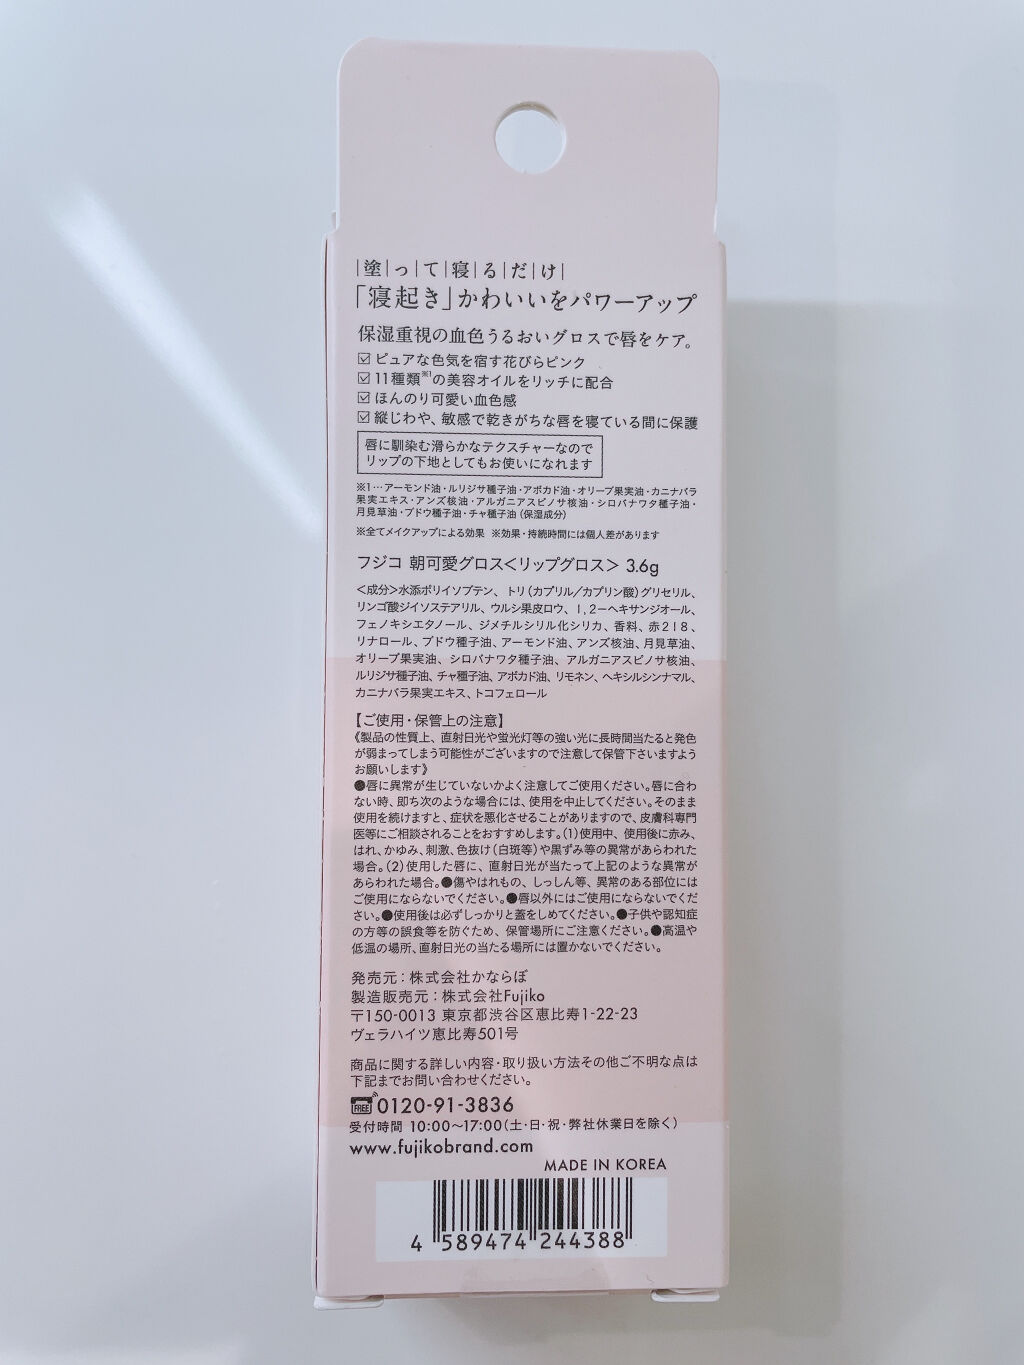 塗って寝るだけ
「寝起き」かわいいをパワーアップ
保湿重視の血色うるおいグロスで唇をケア。
☑ピュアな色気を宿す花びらピンク
☑11種類※1の美容オイルをリッチに配合
☑ほんのり可愛い血色感
☑縦じわや、敏感で乾きがちな唇を寝ている間に保護
唇に馴染む滑らかなテクスチャーなので
リップの下地としてもお使いになれます
※1…アーモンド油・ルリジサ種子油・アボカド油・オリーブ果実油・カニナバラ
果実エキス・アンズ核油・アルガニアスピノサ核油・シロバナワタ種子油・
月見草油・ブドウ種子油・チャ種子油（保湿成分）
※全てメイクアップによる効果 ※効果・持続時間には個人差があります
フジコ 朝可愛グロス<リップグロス> 3.6g
＜成分＞水添ポリイソブテン、トリ（カプリル/カプリン酸）グリセリル、
リンゴ酸ジイソステアリル、ウルシ果皮ロウ、1,2-ヘキサンジオール、
フェノキシエタノール、ジメチルシリル化シリカ、香料、赤218、
リナロール、ブドウ種子油、アーモンド油、アンズ核油、月見草油、
オリーブ果実油、シロバナワタ種子油、アルガニアスピノサ核油、
ルリジサ種子油、チャ種子油、アボカド油、リモネン、ヘキシルシンナマル、
カニナバラ果実エキス、トコフェロール
【ご使用・保管上の注意】
《製品の性質上、直射日光や蛍光灯等の強い光に長時間当たると発色
が弱まってしまう可能性がございますので注意して保管下さいますよう
お願いします》
●唇に異常が生じていないかよく注意してご使用ください。唇に合わ
ない時、即ち次のような場合には、使用を中止してください。そのまま
使用を続けますと、症状を悪化させることがありますので、皮膚科専門
医等にご相談されることをおすすめします。（1）使用中、使用後に赤み、
はれ、かゆみ、刺激、色抜け（白斑等）や黒ずみ等の異常があらわれた
場合。（2）使用した唇に、直射日光が当たって上記のような異常が
あらわれた場合。●傷やはれもの、しっしん等、異常のある部位には
ご使用にならないでください。●唇以外にはご使用にならないでくだ
さい。●使用後は必ずしっかりと蓋をしめてください。●子供や認知症
の方等の誤食等を防ぐため、保管場所にご注意ください。●高温や
低温の場所、直射日光の当たる場所には置かないでください。
発売元：株式会社かならぼ
製造販売元：株式会社Fujiko
〒150-0013 東京都渋谷区恵比寿1-22-23
ヴェラハイツ恵比寿501号
商品に関する詳しい内容・取り扱い方法その他ご不明な点は
下記までお問い合わせください。
FREE 0120-91-3836
受付時間 10:00～17:00（土・日・祝・弊社休業日を除く）
www.fujikobrand.com
MADE IN KOREA
4 589474 244388